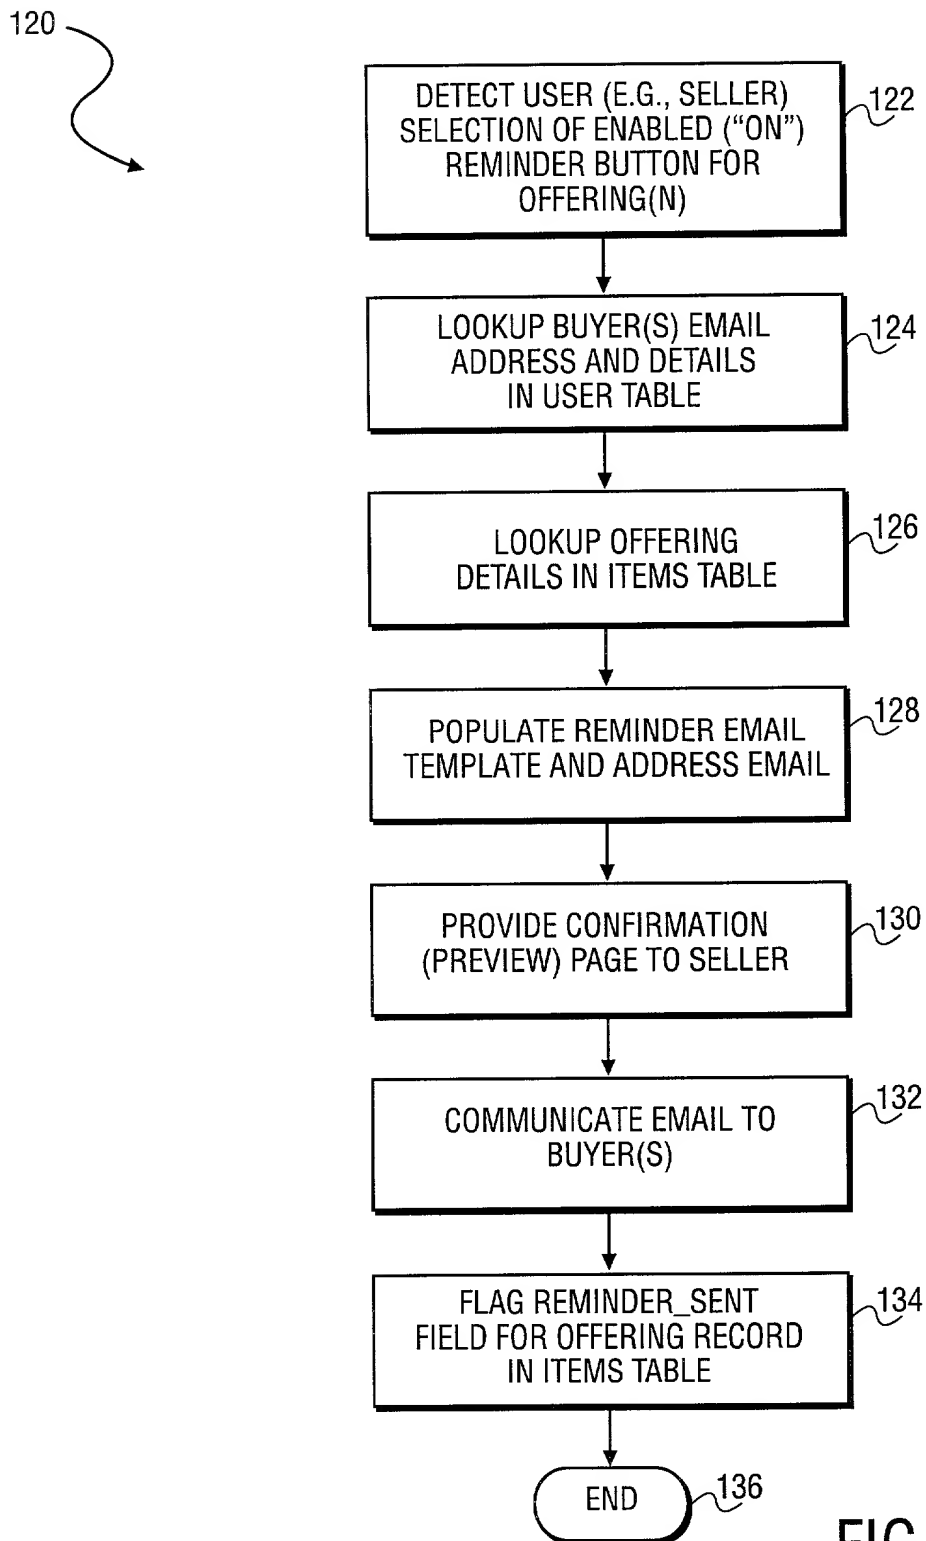 120
DETECT USER (E.G., SELLER)
SELECTION OF ENABLED (“ON”)
REMINDER BUTTON FOR
OFFERING(N)
122
LOOKUP BUYER(S) EMAIL
ADDRESS AND DETAILS
IN USER TABLE
124
LOOKUP OFFERING
DETAILS IN ITEMS TABLE
126
POPULATE REMINDER EMAIL
TEMPLATE AND ADDRESS EMAIL
128
PROVIDE CONFIRMATION
(PREVIEW) PAGE TO SELLER
130
COMMUNICATE EMAIL TO
BUYER(S)
132
FLAG REMINDER_SENT
FIELD FOR OFFERING RECORD
IN ITEMS TABLE
134
END
136
FIG